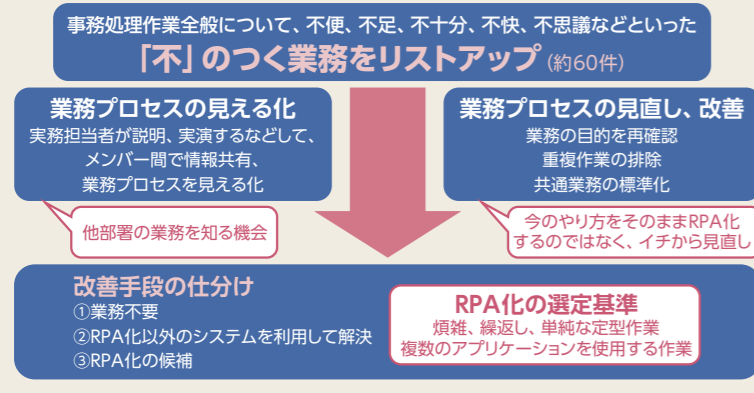 事務処理作業全般について、不便、不足、不十分、不快、不思議などといった
「不」のつく業務をリストアップ（約60件）
業務プロセスの見える化
実務担当者が説明、実演するなどして、
メンバー間で情報共有、
業務プロセスを見える化
他部署の業務を知る機会
業務プロセスの見直し、改善
業務の目的を再確認
重複作業の排除
共通業務の標準化
今のやり方をそのままRPA化
するのではなく、イチから見直し
改善手段の仕分け
①業務不要
②RPA化以外のシステムを利用して解決
③RPA化の候補
RPA化の選定基準
煩雑、繰返し、単純な定型作業
複数のアプリケーションを使用する作業